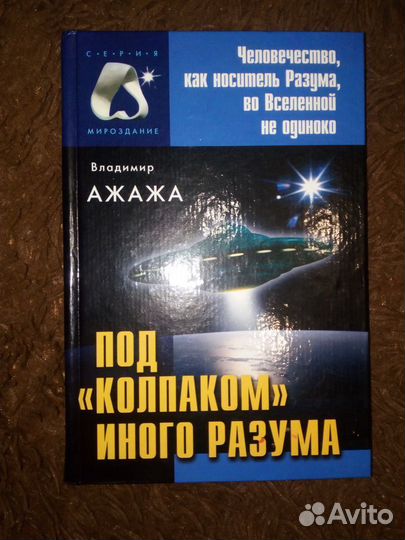 С·Е·Р·И·Я
МИРОЗДАНИЕ
Человечество,
как носитель Разума,
во Вселенной
не одиноко
Владимир
АЖАЖА
ПОД
«КОЛПАКОМ»
ИНОГО РАЗУМА
Avito